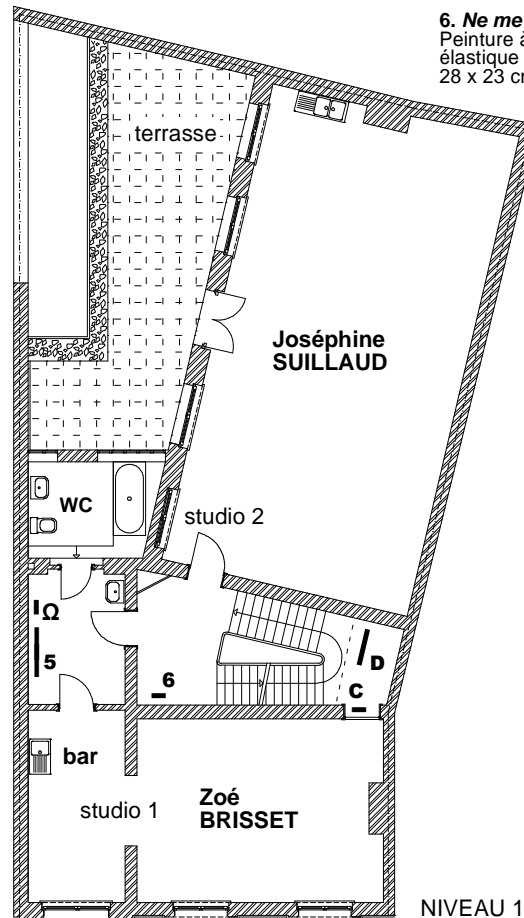 6. Ne me
Peinture à
élastique
28 x 23 cm
terrasse
Joséphine
SUILLAUD
WC
studio 2
Ω
5
6
D
C
bar
studio 1
Zoé
BRISSET
NIVEAU 1